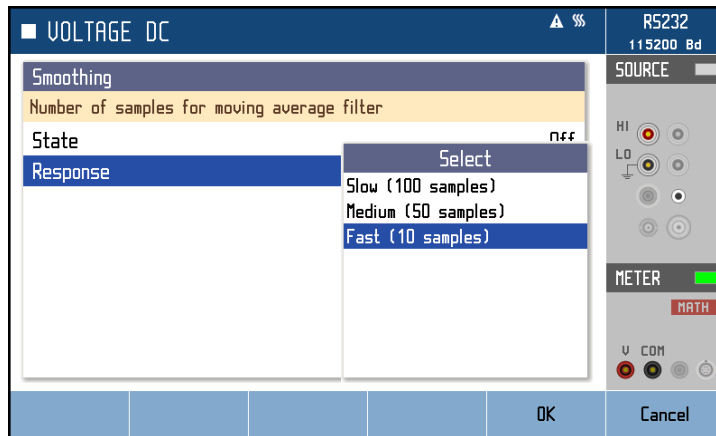 VOLTAGE DC
RS232
115200 Bd
Smoothing
Number of samples for moving average filter
State
Off
Response
Select
Slow (100 samples)
Medium (50 samples)
Fast (10 samples)
SOURCE
HI
LO
METER
MATH
V COM
OK
Cancel